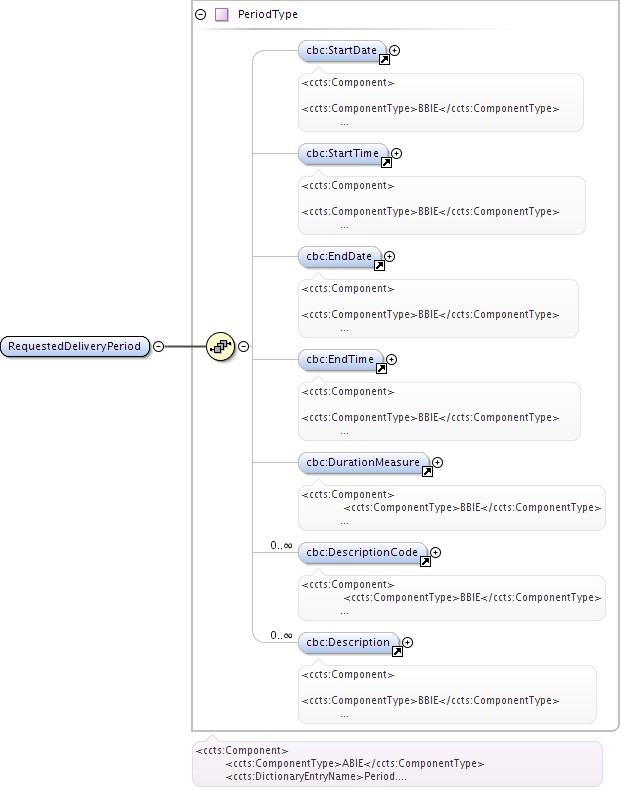 PeriodType
cbc:StartDate
<ccts:Component>
<ccts:ComponentType>BBIE</ccts:ComponentType>
...
cbc:StartTime
<ccts:Component>
<ccts:ComponentType>BBIE</ccts:ComponentType>
...
cbc:EndDate
<ccts:Component>
<ccts:ComponentType>BBIE</ccts:ComponentType>
...
RequestedDeliveryPeriod
cbc:EndTime
<ccts:Component>
<ccts:ComponentType>BBIE</ccts:ComponentType>
...
cbc:DurationMeasure
<ccts:Component>
<ccts:ComponentType>BBIE</ccts:ComponentType>
...
0..∞ cbc:DescriptionCode
<ccts:Component>
<ccts:ComponentType>BBIE</ccts:ComponentType>
...
0..∞ cbc:Description
<ccts:Component>
<ccts:ComponentType>BBIE</ccts:ComponentType>
...
<ccts:Component>
<ccts:ComponentType>ABIE</ccts:ComponentType>
<ccts:DictionaryEntryName>Period....